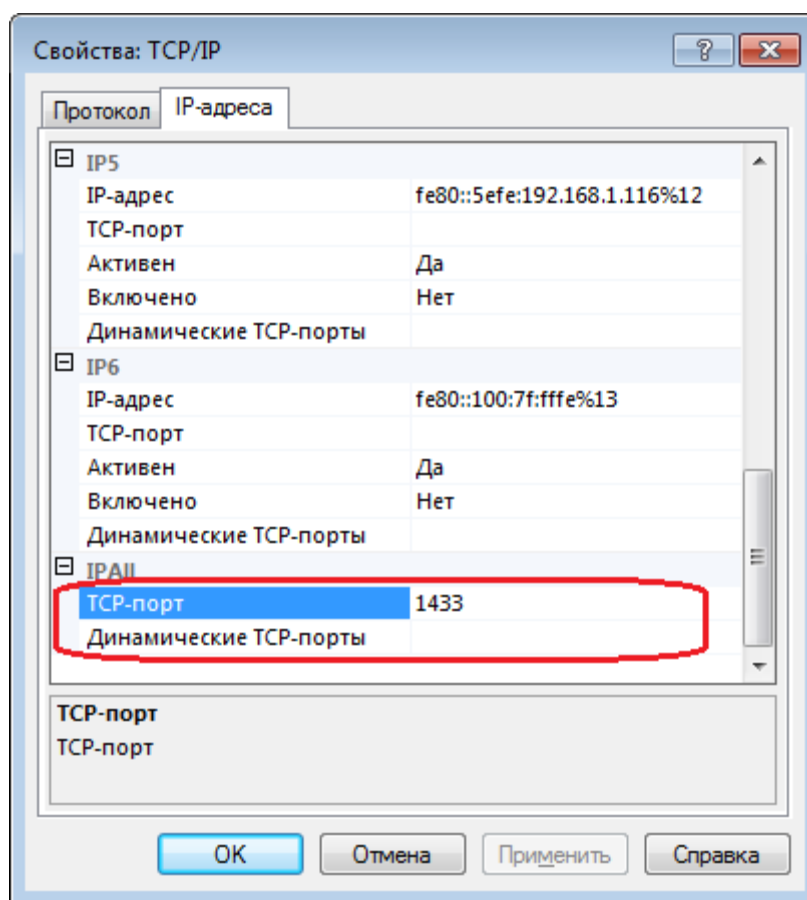 Свойства: TCP/IP
Протокол IP-адреса
IP5
IP-адрес fe80::5efe:192.168.1.116%12
TCP-порт
Активен Да
Включено Нет
Динамические TCP-порты
IP6
IP-адрес fe80::100:7f:fffe%13
TCP-порт
Активен Да
Включено Нет
Динамические TCP-порты
IPAll
TCP-порт 1433
Динамические TCP-порты
TCP-порт
TCP-порт
OK Отмена Применить Справка